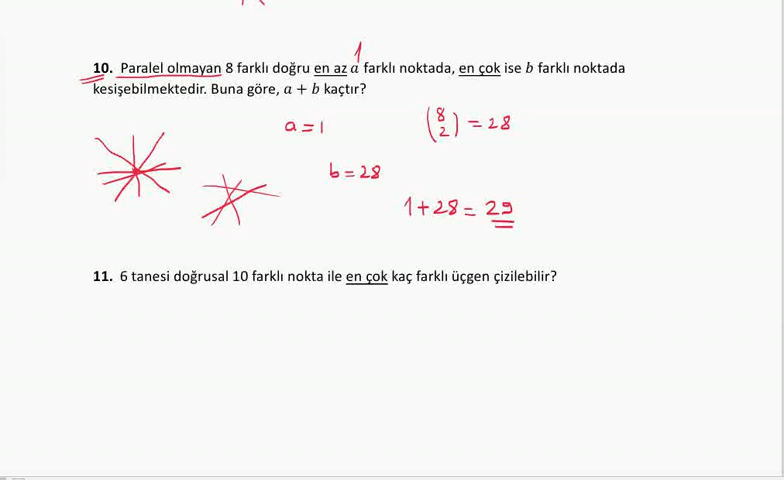 1
10. Paralel olmayan 8 farklı doğru en az a farklı noktada, en çok ise b farklı noktada
kesişebilmektedir. Buna göre, a + b kaçtır?
a = 1
(8 2) = 28
b = 28
1 + 28 = 29
11. 6 tanesi doğrusal 10 farklı nokta ile en çok kaç farklı üçgen çizilebilir?